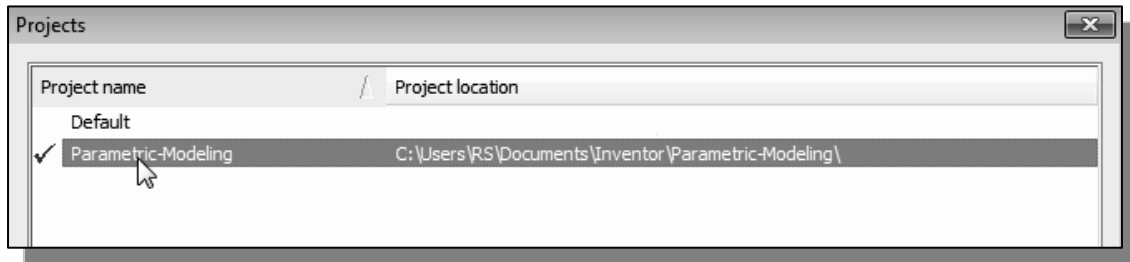 Projects
Project name Project location
Default
Parametric-Modeling C:\Users\RS\Documents\Inventor\Parametric-Modeling\